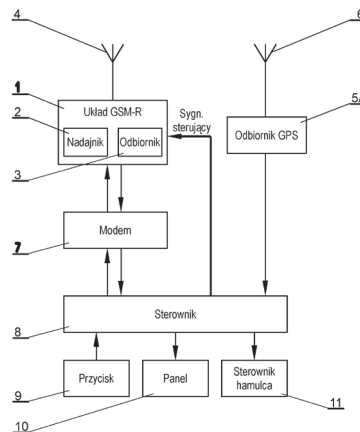 4
6
1
Układ GSM-R
2
Nadajnik
Odbiornik
3
Sygn.
sterujący
5A
Odbiornik GPS
7
Modem
8
Sterownik
9
Przycisk
10
Panel
Sterownik
hamulca
11